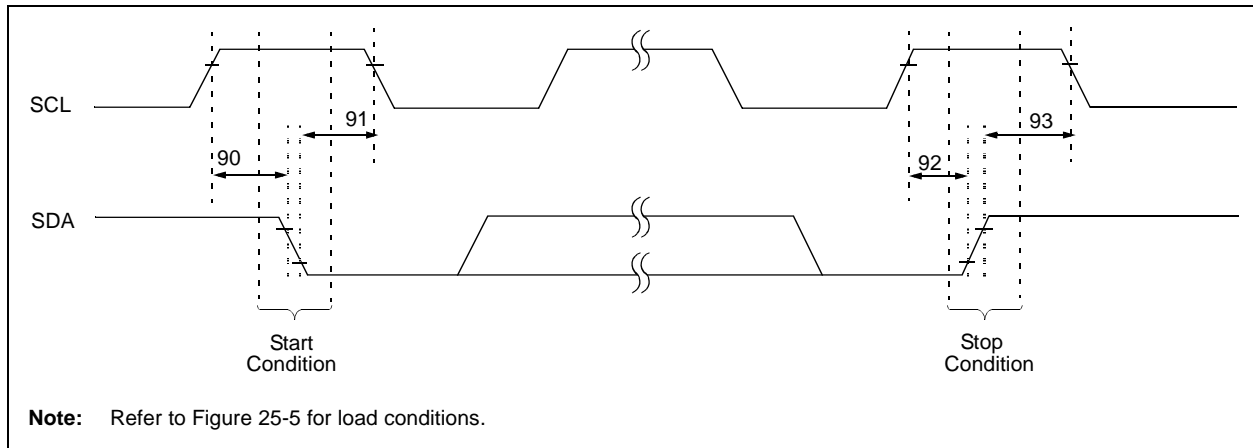 SCL
91
93
90
92
SDA
Start
Condition
Stop
Condition
Note: Refer to Figure 25-5 for load conditions.